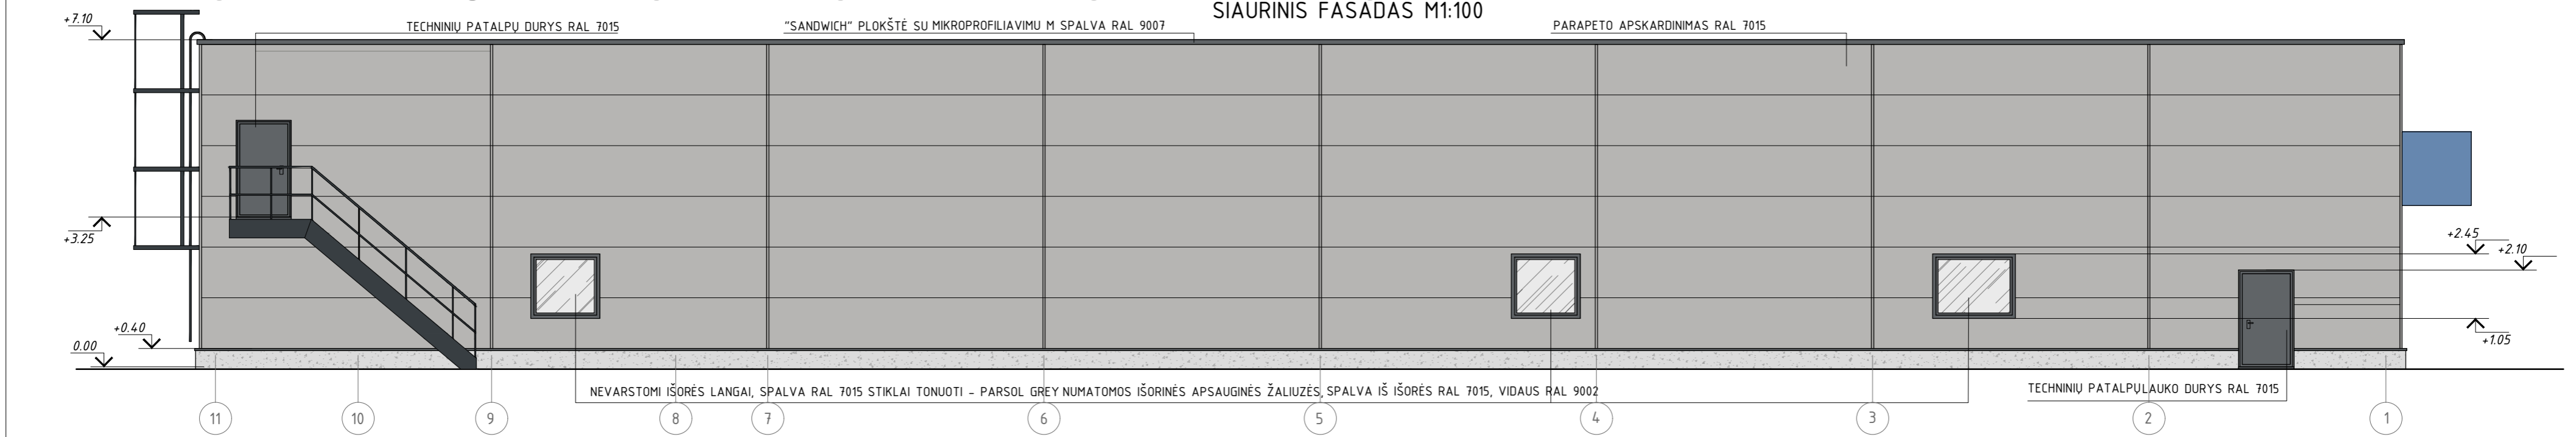 SIAURINIS FASADAS M1:100
+7.10
TECHNINIŲ PATALPŲ DURYS RAL 7015
"SANDWICH" PLOKŠTĖ SU MIKROPROFILIAVIMU M SPALVA RAL 9007
PARAPETO APSKARDINIMAS RAL 7015
+3.25
+2.45
+2.10
+0.40
0.00
+1.05
NEVARSTOMI IŠORĖS LANGAI, SPALVA RAL 7015 STIKLAI TONUOTI - PARSOL GREY NUMATOMOS IŠORINĖS APSAUGINĖS ŽALIUZĖS, SPALVA IŠ IŠORĖS RAL 7015, VIDAUS RAL 9002
TECHNINIŲ PATALPŲ LAUKO DURYS RAL 7015
11 10 9 8 7 6 5 4 3 2 1